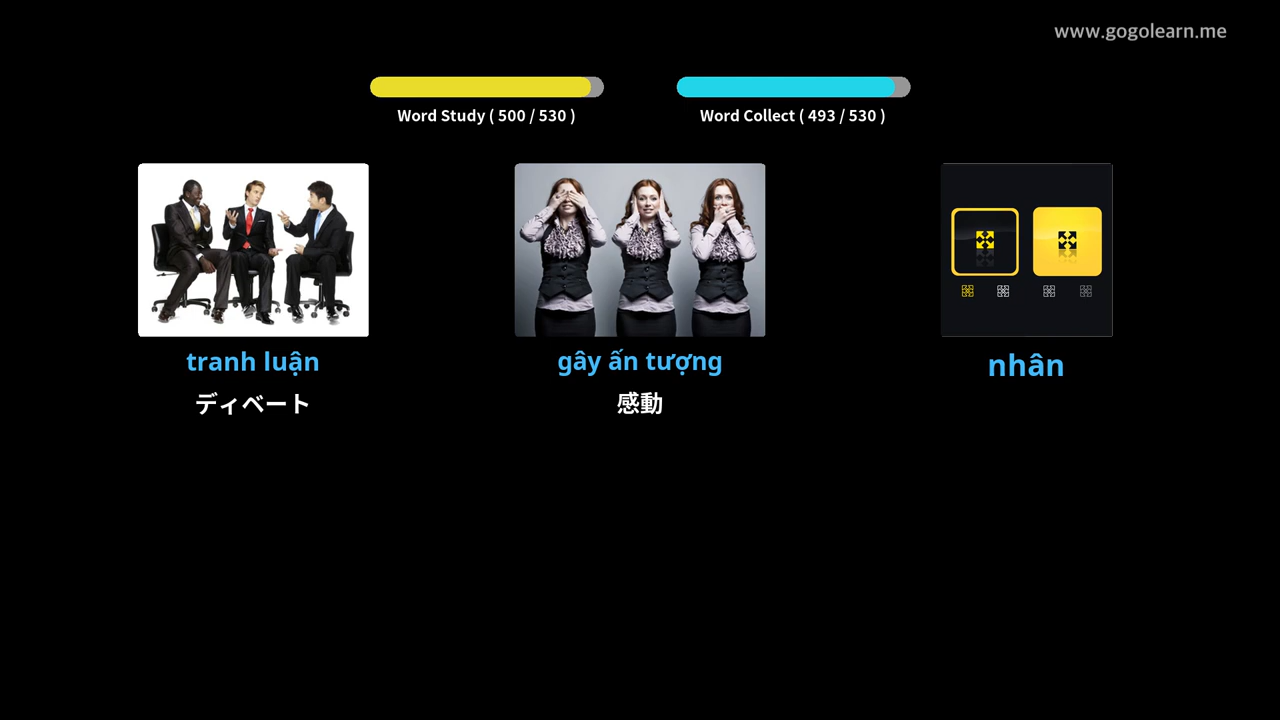 www.gogolearn.me
Word Study ( 500 / 530 )
Word Collect ( 493 / 530 )
tranh luận
ディベート
gây ấn tượng
感動
nhân